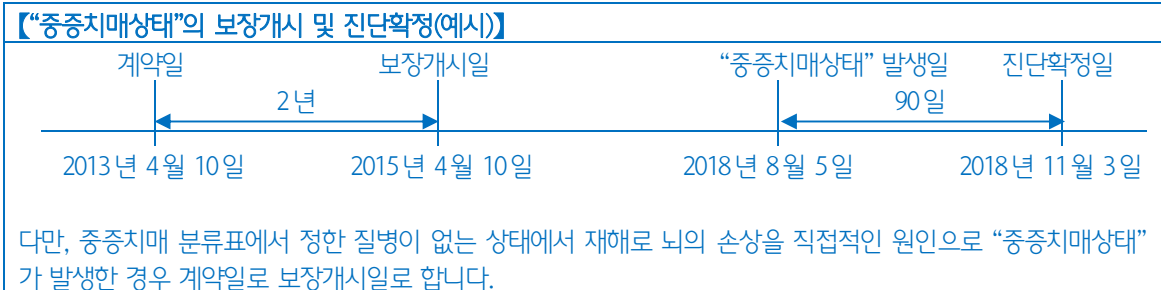 【“중증치매상태”의 보장개시 및 진단확정(예시)】
계약일 보장개시일 “중증치매상태” 발생일 진단확정일
2년 90일
2013년 4월 10일 2015년 4월 10일 2018년 8월 5일 2018년 11월 3일
다만, 중증치매 분류표에서 정한 질병이 없는 상태에서 재해로 뇌의 손상을 직접적인 원인으로 “중증치매상태”
가 발생한 경우 계약일로 보장개시일로 합니다.